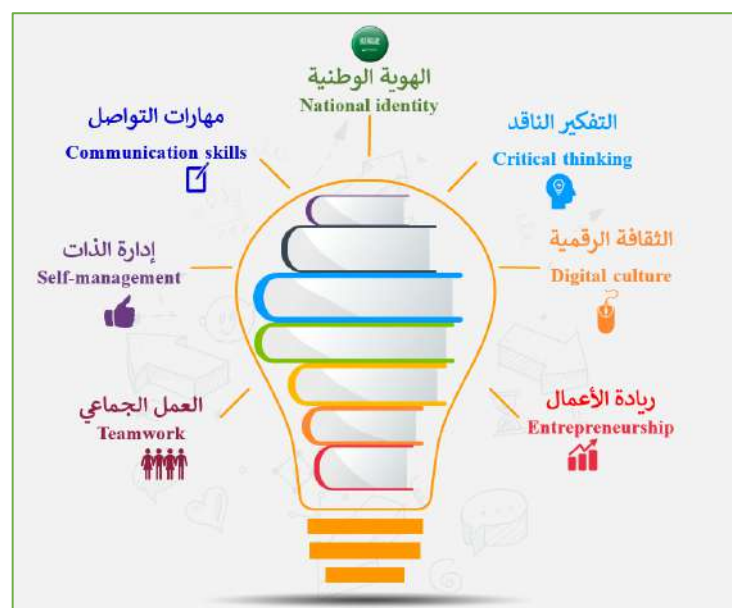 الهوية الوطنية
National identity
مهارات التواصل
Communication skills
التفكير الناقد
Critical thinking
إدارة الذات
Self-management
الثقافة الرقمية
Digital culture
العمل الجماعي
Teamwork
ريادة الأعمال
Entrepreneurship